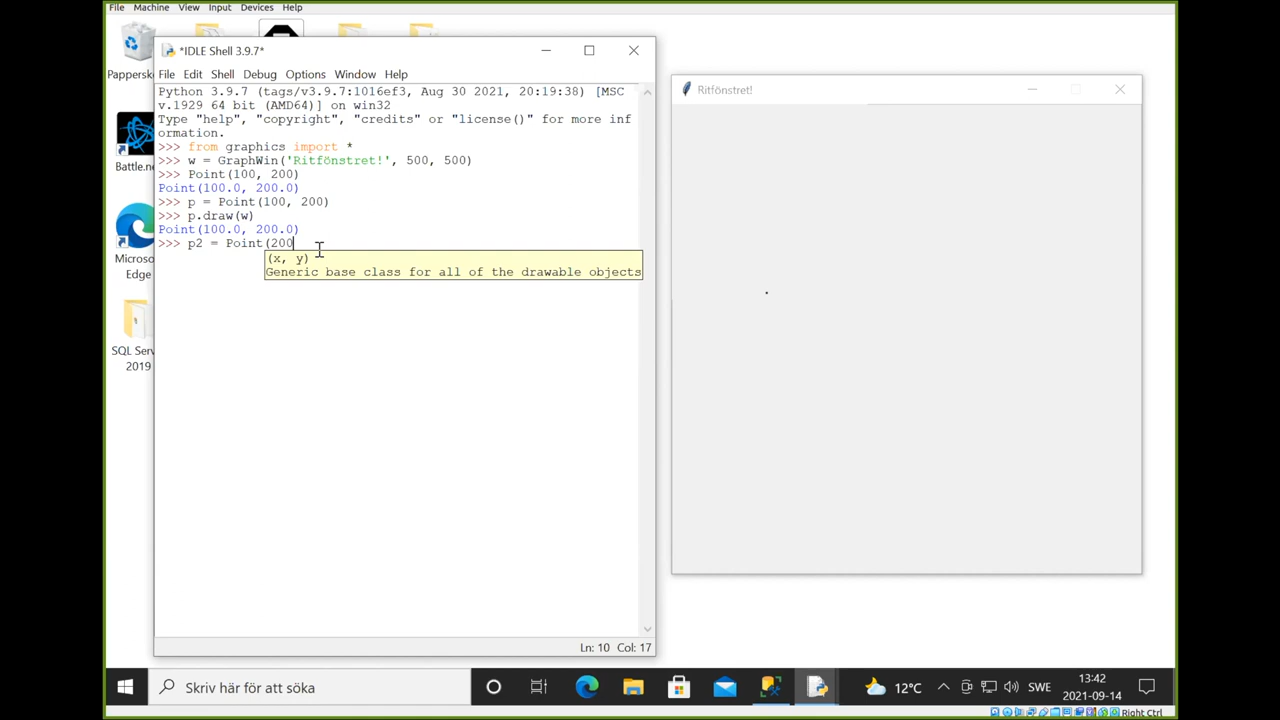 File Machine View Input Devices Help
Pappersk
Battle.ne
Microso
Edge
SQL Serv
2019
*IDLE Shell 3.9.7*
File Edit Shell Debug Options Window Help
Python 3.9.7 (tags/v3.9.7:1016ef3, Aug 30 2021, 20:19:38) [MSC
v.1929 64 bit (AMD64)] on win32
Type "help", "copyright", "credits" or "license()" for more inf
ormation.
>>> from graphics import *
>>> w = GraphWin('Ritfönstret!', 500, 500)
>>> Point(100, 200)
Point(100.0, 200.0)
>>> p = Point(100, 200)
>>> p.draw(w)
Point(100.0, 200.0)
>>> p2 = Point(200
(x, y)
Generic base class for all of the drawable objects
Ln: 10 Col: 17
Ritfönstret!
Skriv här för att söka
12°C
SWE
13:42
2021-09-14
Right Ctrl